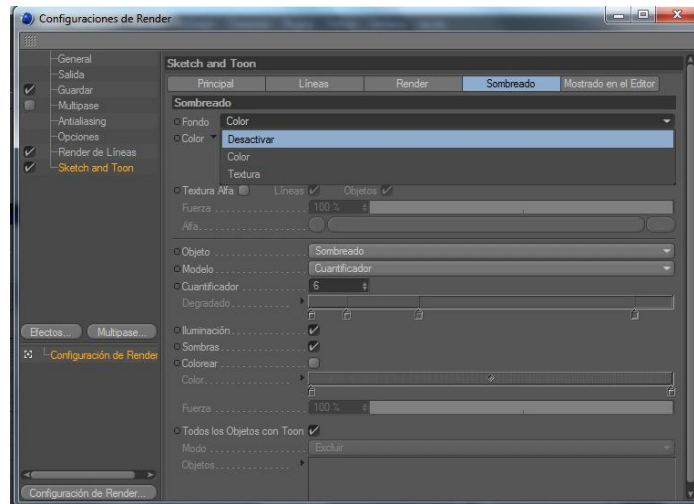 Configuraciones de Render
General
Salida
Guardar
Multipase
Antialiasing
Opciones
Render de Líneas
Sketch and Toon
Efectos... Multipase...
Configuración de Render
Configuración de Render...
Sketch and Toon
Principal Líneas Render Sombreado Mostrado en el Editor
Sombreado
Fondo Color
Color Desactivar
Color
Textura
Textura Alfa Líneas Objetos
Fuerza 100 %
Alfa
Objeto Sombreado
Modelo Cuantificador
Cuantificador 6
Degradado
Iluminación
Sombras
Colorear
Color
Fuerza 100 %
Todos los Objetos con Toon
Modo Excluir
Objetos